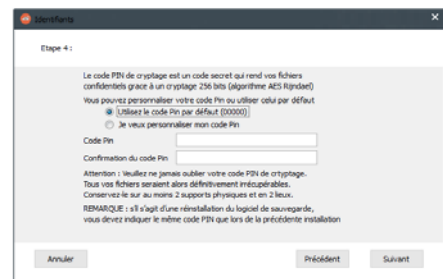 Identifiants
Etape 4 :
Le code PIN de cryptage est un code secret qui rend vos fichiers
confidentiels grace à un cryptage 256 bits (algorithme AES Rijndael)
Vous pouvez personnaliser votre code Pin ou utiliser celui par défaut
Utilisez le code Pin par défaut (00000)
Je veux personnaliser mon code Pin
Code Pin
Confirmation du code Pin
Attention : Veuillez ne jamais oublier votre code PIN de crtyptage.
Tous vos fichiers seraient alors définitivement irrécupérables.
Conservez-le sur au moins 2 supports physiques et en 2 lieux.
REMARQUE : s'il s'agit d'une réinstallation du logiciel de sauvegarde,
vous devez indiquer le même code PIN que lors de la précédente installation
Annuler
Précédent
Suivant